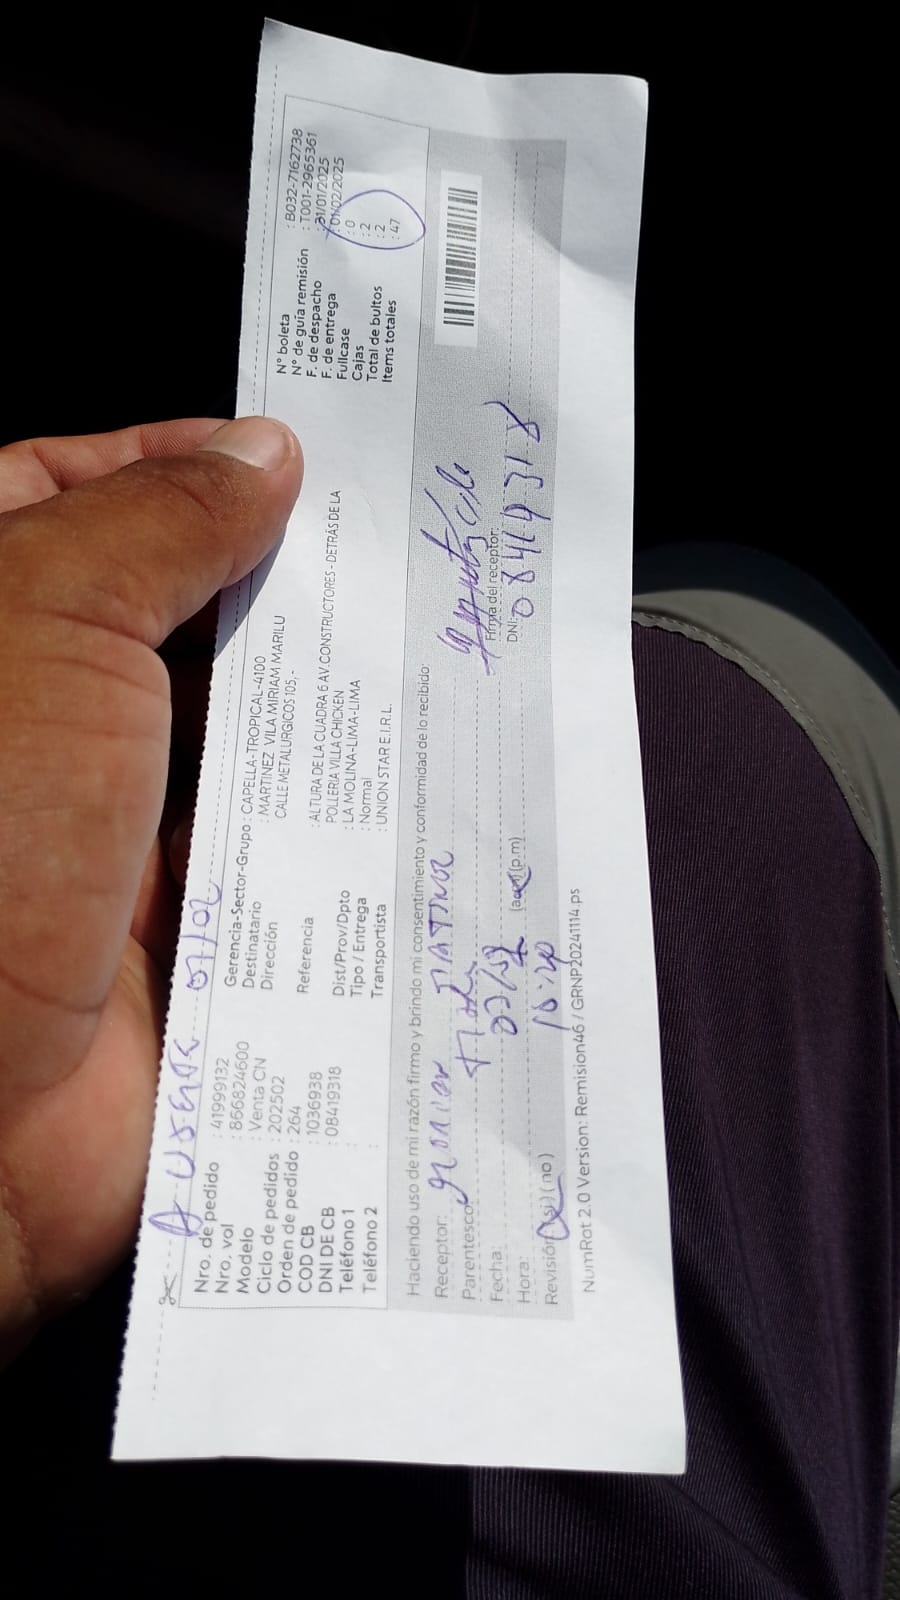 AUSENTE 01/02
Nro. de pedido : 41999132
Nro. vol : 866824600
Modelo : Venta CN
Ciclo de pedidos : 202502
Orden de pedido : 264
COD CB : 1036938
DNI DE CB : 08419318
Teléfono 1 :
Teléfono 2 :
Gerencia-Sector-Grupo : CAPELLA-TROPICAL-4100
Destinatario : MARTINEZ VILA MIRIAM MARILU
Dirección CALLE METALURGICOS 105,-
Referencia : ALTURA DE LA CUADRA 6 AV.CONSTRUCTORES - DETRÁS DE LA
POLLERIA VILLA CHICKEN
Dist/Prov/Dpto : LA MOLINA-LIMA-LIMA
Tipo / Entrega : Normal
Transportista : UNION STAR E.I.R.L.
N° boleta : B032-7162738
N° de guía remisión : T001-2965361
F. de despacho : 31/01/2025
F. de entrega : 01/02/2025
Fullcase : 0
Cajas : 2
Total de bultos : 2
Items totales : 47
Haciendo uso de mi razón firmo y brindo mi consentimiento y conformidad de lo recibido:
Receptor:
Parentesco:
Fecha:
Hora: 10:40 (a.m) (p.m)
Revisión (si) (no)
Firma del receptor:
DNI: 08419318
NumRot 2.0 Version: Remision46 / GRNP20241114.ps